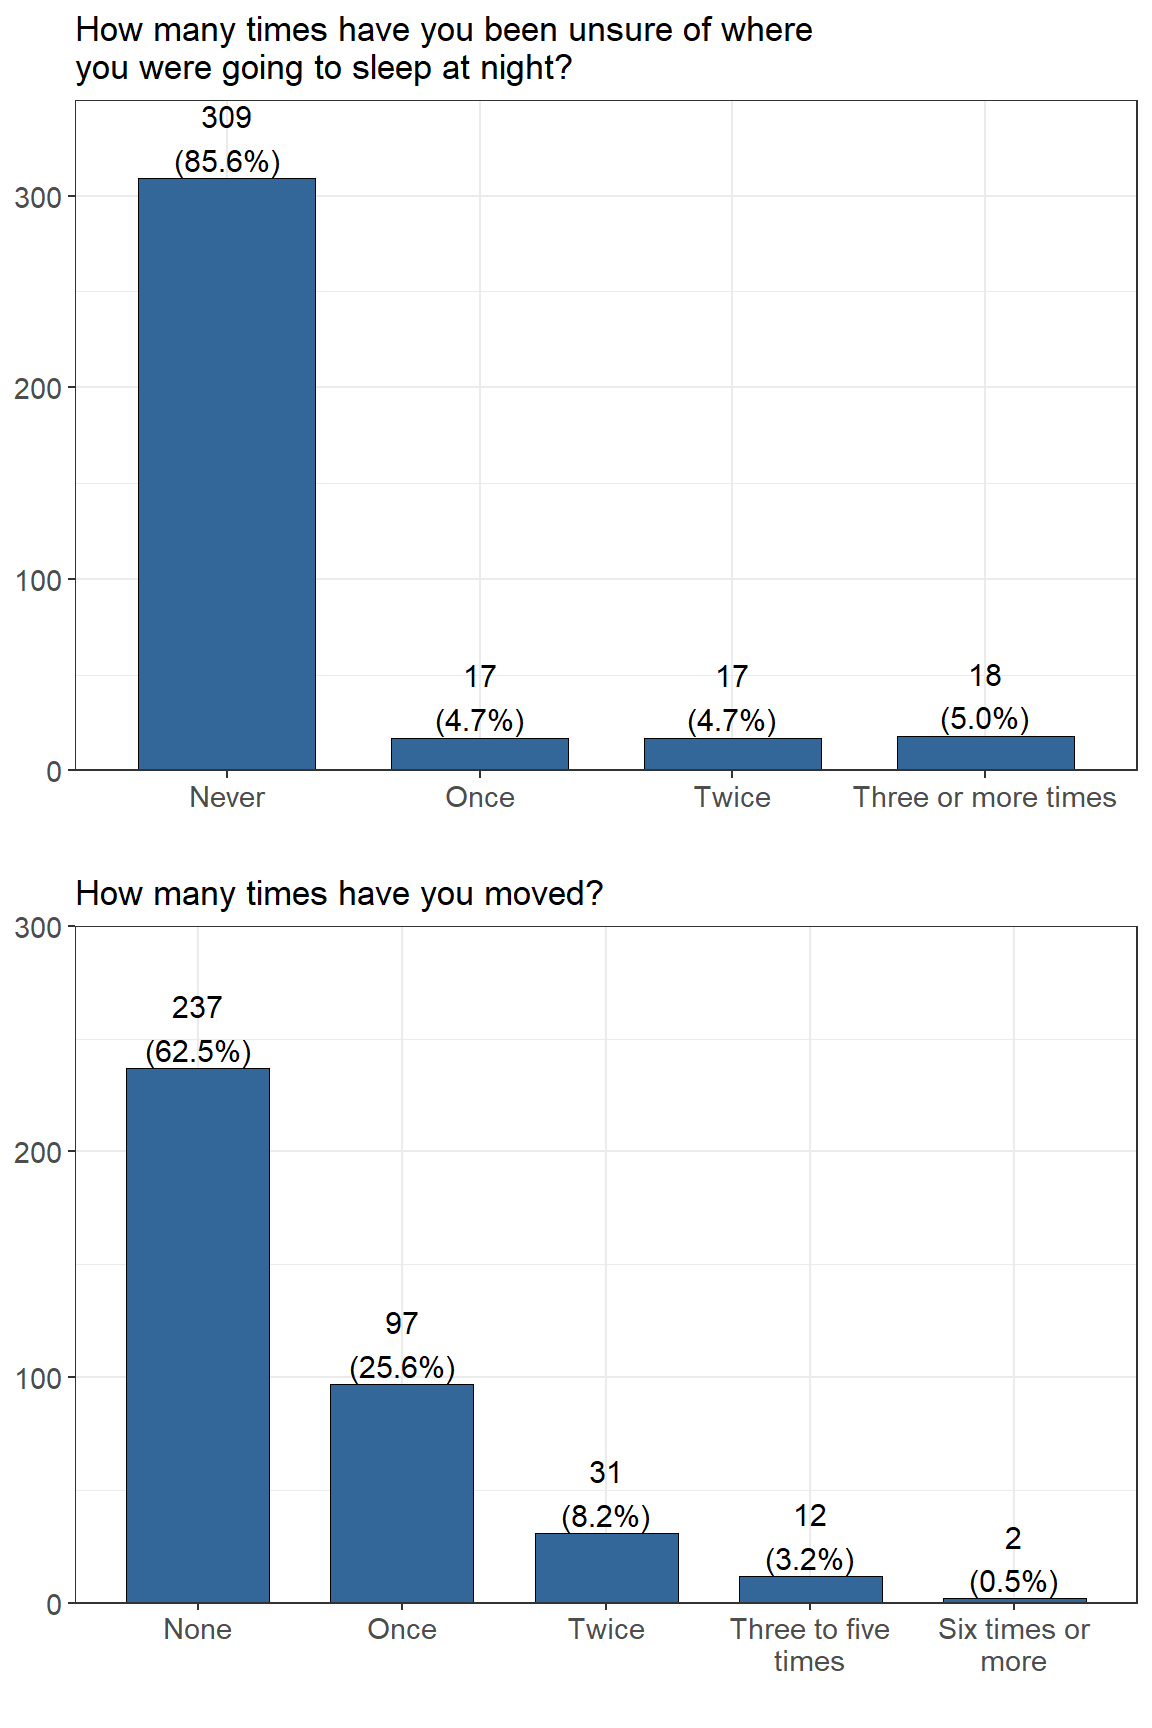 How many times have you been unsure of where
you were going to sleep at night?
309
(85.6%)
300
200
100
17
(4.7%)
17
(4.7%)
18
(5.0%)
0
Never
Once
Twice
Three or more times
How many times have you moved?
300
237
(62.5%)
200
97
(25.6%)
100
31
(8.2%)
12
(3.2%)
2
(0.5%)
0
None
Once
Twice
Three to five
times
Six times or
more